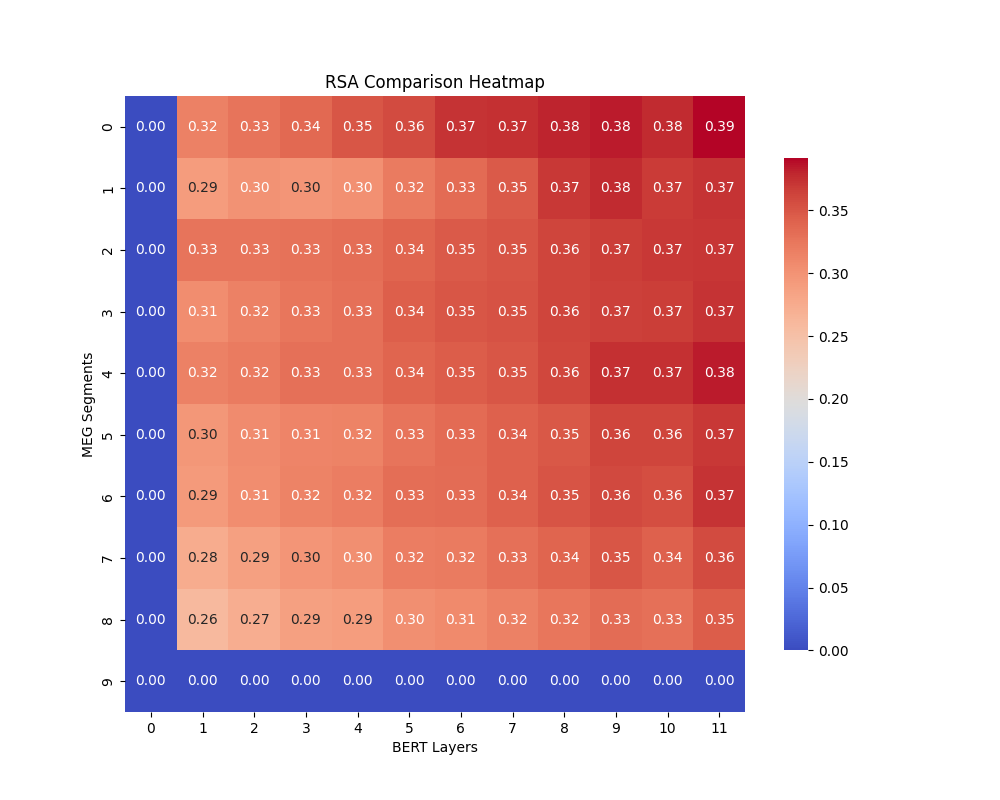 RSA Comparison Heatmap
0 0.00 0.32 0.33 0.34 0.35 0.36 0.37 0.37 0.38 0.38 0.38 0.39
1 0.00 0.29 0.30 0.30 0.30 0.32 0.33 0.35 0.37 0.38 0.37 0.37
2 0.00 0.33 0.33 0.33 0.33 0.34 0.35 0.35 0.36 0.37 0.37 0.37
3 0.00 0.31 0.32 0.33 0.33 0.34 0.35 0.35 0.36 0.37 0.37 0.37
4 0.00 0.32 0.32 0.33 0.33 0.34 0.35 0.35 0.36 0.37 0.37 0.38
5 0.00 0.30 0.31 0.31 0.32 0.33 0.33 0.34 0.35 0.36 0.36 0.37
6 0.00 0.29 0.31 0.32 0.32 0.33 0.33 0.34 0.35 0.36 0.36 0.37
7 0.00 0.28 0.29 0.30 0.30 0.32 0.32 0.33 0.34 0.35 0.34 0.36
8 0.00 0.26 0.27 0.29 0.29 0.30 0.31 0.32 0.32 0.33 0.33 0.35
9 0.00 0.00 0.00 0.00 0.00 0.00 0.00 0.00 0.00 0.00 0.00 0.00
0 1 2 3 4 5 6 7 8 9 10 11
BERT Layers
MEG Segments
0.35
0.30
0.25
0.20
0.15
0.10
0.05
0.00